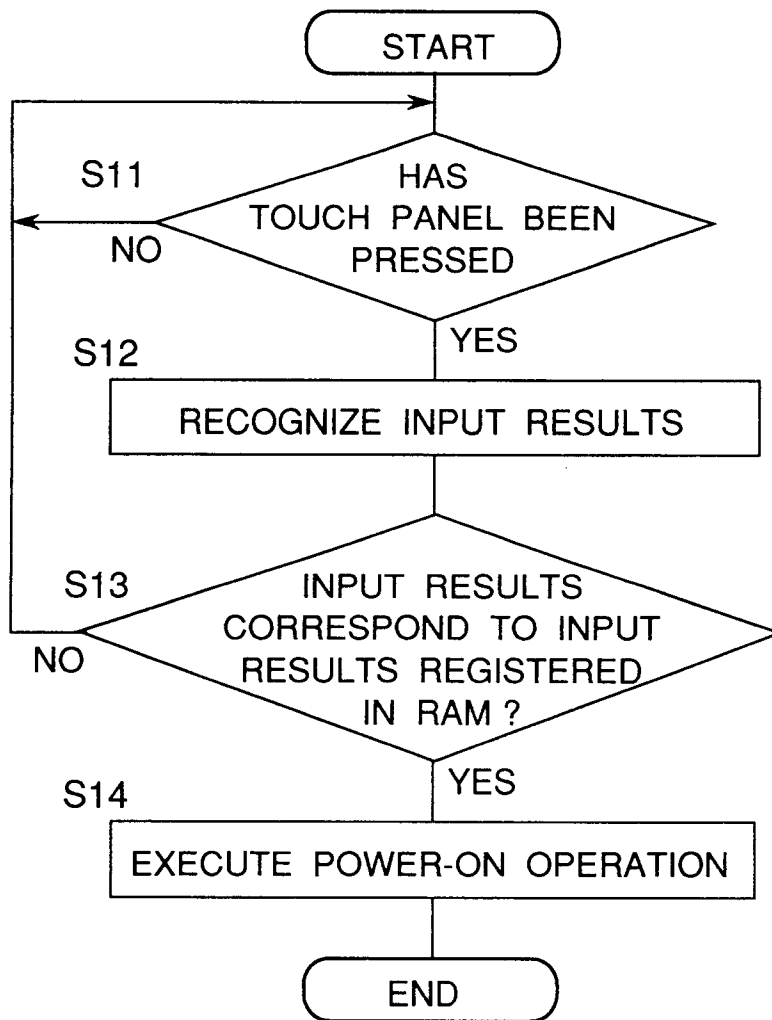 START
S11
HAS
TOUCH PANEL BEEN
PRESSED
NO
YES
S12
RECOGNIZE INPUT RESULTS
S13
INPUT RESULTS
CORRESPOND TO INPUT
RESULTS REGISTERED
IN RAM ?
NO
YES
S14
EXECUTE POWER-ON OPERATION
END